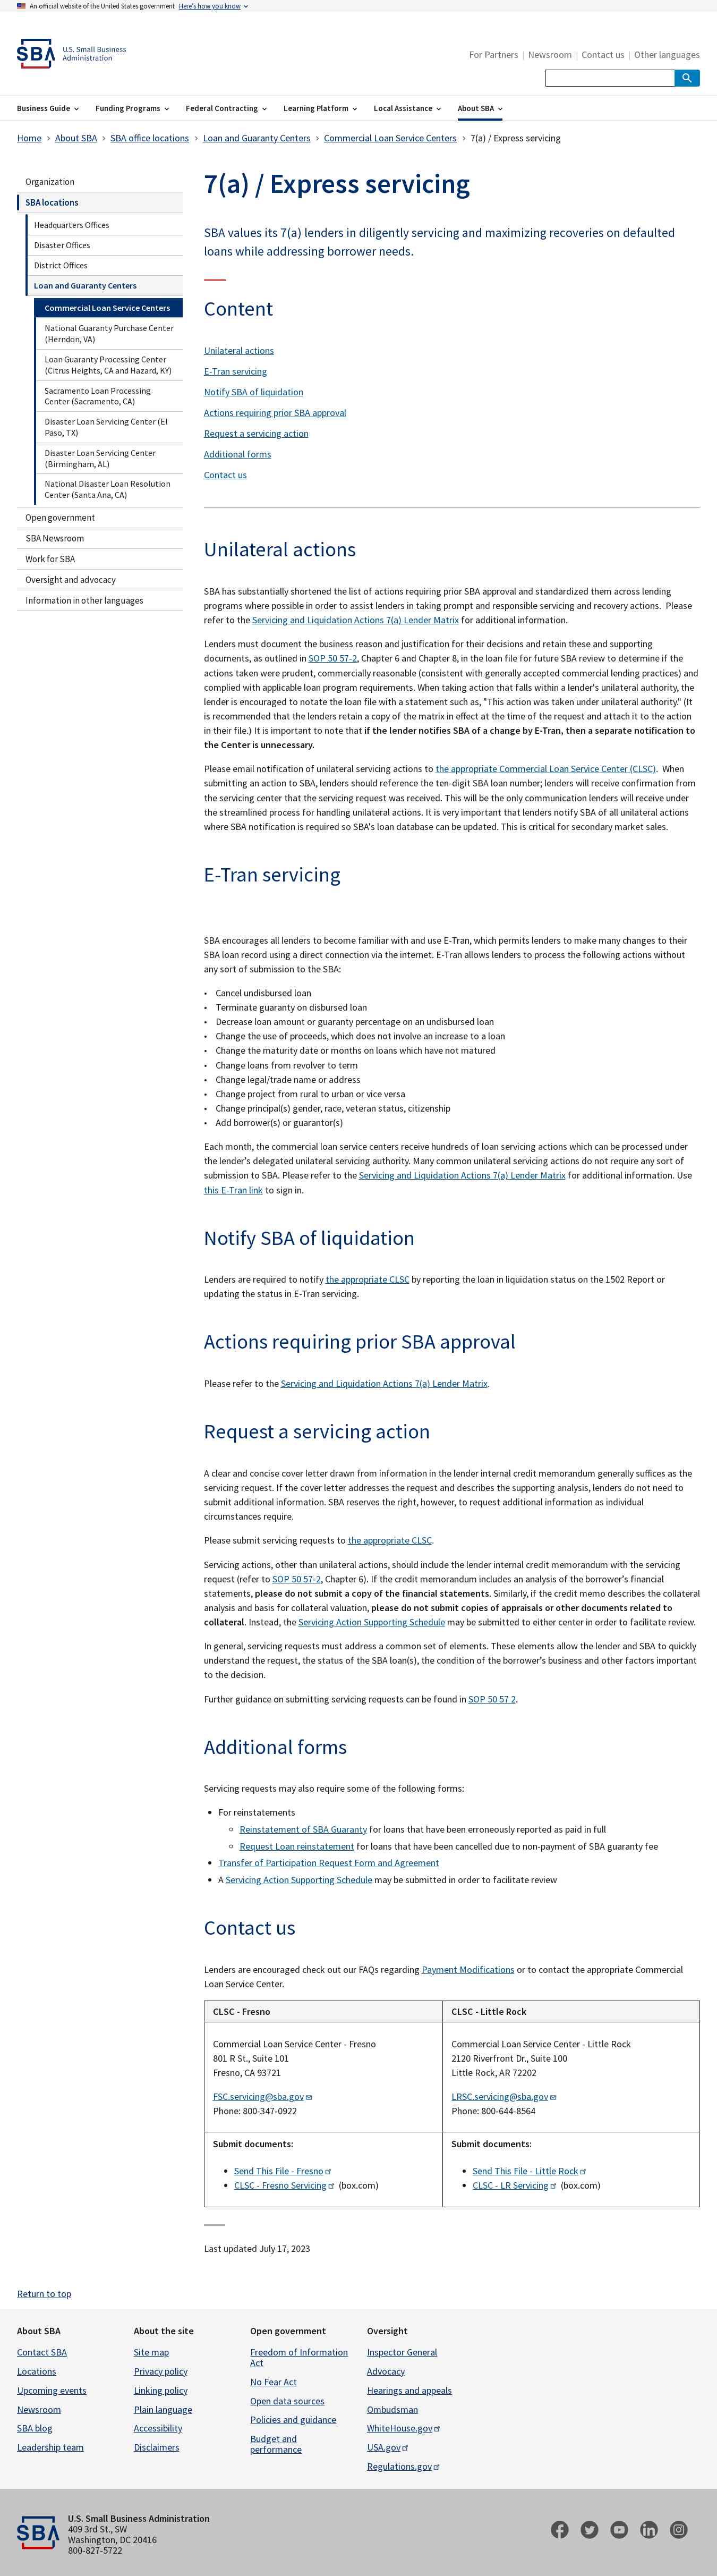 An official website of the United States government Here's how you know
U.S. Small Business
Administration
SBA
For Partners | Newsroom | Contact us | Other languages
Business Guide Funding Programs Federal Contracting Learning Platform Local Assistance About SBA
Home > About SBA > SBA office locations > Loan and Guaranty Centers > Commercial Loan Service Centers > 7(a) / Express servicing
Organization
SBA locations
Headquarters Offices
Disaster Offices
District Offices
Loan and Guaranty Centers
Commercial Loan Service Centers
National Guaranty Purchase Center
(Herndon, VA)
Loan Guaranty Processing Center
(Citrus Heights, CA and Hazard, KY)
Sacramento Loan Processing
Center (Sacramento, CA)
Disaster Loan Servicing Center (El
Paso, TX)
Disaster Loan Servicing Center
(Birmingham, AL)
National Disaster Loan Resolution
Center (Santa Ana, CA)
Open government
SBA Newsroom
Work for SBA
Oversight and advocacy
Information in other languages
7(a) / Express servicing
SBA values its 7(a) lenders in diligently servicing and maximizing recoveries on defaulted
loans while addressing borrower needs.
Content
Unilateral actions
E-Tran servicing
Notify SBA of liquidation
Actions requiring prior SBA approval
Request a servicing action
Additional forms
Contact us
Unilateral actions
SBA has substantially shortened the list of actions requiring prior SBA approval and standardized them across lending
programs where possible in order to assist lenders in taking prompt and responsible servicing and recovery actions. Please
refer to the Servicing and Liquidation Actions 7(a) Lender Matrix for additional information.
Lenders must document the business reason and justification for their decisions and retain these and supporting
documents, as outlined in SOP 50 57-2, Chapter 6 and Chapter 8, in the loan file for future SBA review to determine if the
actions taken were prudent, commercially reasonable (consistent with generally accepted commercial lending practices) and
complied with applicable loan program requirements. When taking action that falls within a lender's unilateral authority, the
lender is encouraged to notate the loan file with a statement such as, "This action was taken under unilateral authority." (It
is recommended that the lenders retain a copy of the matrix in effect at the time of the action and the request to take action,
in their file.) It is important to note that if the lender notifies SBA of a change by E-Tran, then a separate notification to
the Center is unnecessary.
Please email notification of unilateral servicing actions to the appropriate Commercial Loan Service Center (CLSC). When
submitting an action to SBA, lenders should reference the ten-digit SBA loan number; lenders will receive confirmation from
the servicing center that the servicing request was received. This will be the only communication lenders will receive under
the streamlined process for handling unilateral actions. It is very important that lenders notify SBA of all unilateral actions
where SBA notification is required so SBA's loan database can be updated. This is critical for secondary market sales.
E-Tran servicing
SBA encourages all lenders to become familiar with and use E-Tran, which permits lenders to make many changes to their
SBA loan record using a direct connection via the internet. E-Tran allows lenders to process the following actions without
any sort of submission to the SBA:
• Cancel undisbursed loan
• Terminate guaranty on disbursed loan
• Decrease loan amount or guaranty percentage on an undisbursed loan
• Change the use of proceeds, which does not involve an increase to a loan
• Change the maturity date or months on loans which have not matured
• Change loans from revolver to term
• Change legal/trade name or address
• Change project from rural to urban or vice versa
• Change principal(s) gender, race, veteran status, citizenship
• Add borrower(s) or guarantor(s)
Each month, the commercial loan service centers receive hundreds of loan servicing actions which can be processed under
the lender's delegated unilateral servicing authority. Many common unilateral servicing actions do not require any sort of
submission to SBA. Please refer to the Servicing and Liquidation Actions 7(a) Lender Matrix for additional information. Use
this E-Tran link to sign in.
Notify SBA of liquidation
Lenders are required to notify the appropriate CLSC by reporting the loan in liquidation status on the 1502 Report or
updating the status in E-Tran servicing.
Actions requiring prior SBA approval
Please refer to the Servicing and Liquidation Actions 7(a) Lender Matrix.
Request a servicing action
A clear and concise cover letter drawn from information in the lender internal credit memorandum generally suffices as the
servicing request. If the cover letter addresses the request and describes the supporting analysis, the lender does not need to
submit additional information. SBA reserves the right, however, to request additional information as individual
circumstances require.
Please submit servicing requests to the appropriate CLSC.
Servicing actions, other than unilateral actions, should include the lender internal credit memorandum with the servicing
request (refer to SOP 50 57-2, Chapter 6). If the credit memorandum includes an analysis of the borrower's financial
statements, please do not submit a copy of the financial statements. Similarly, if the credit memo describes the collateral
analysis and basis for collateral valuation, please do not submit copies of appraisals or other documents related to
collateral. Instead, the Servicing Action Supporting Schedule may be submitted to either center in order to facilitate review.
In general, servicing requests must address a common set of elements. These elements allow the lender and SBA to quickly
understand the request, the status of the SBA loan(s), the condition of the borrower's business and other factors important
to the decision.
Further guidance on submitting servicing requests can be found in SOP 50 57 2.
Additional forms
Servicing requests may also require some of the following forms:
• For reinstatements
◦ Reinstatement of SBA Guaranty for loans that have been erroneously reported as paid in full
◦ Request Loan reinstatement for loans that have been cancelled due to non-payment of SBA guaranty fee
• Transfer of Participation Request Form and Agreement
• A Servicing Action Supporting Schedule may be submitted in order to facilitate review
Contact us
Lenders are encouraged check out our FAQs regarding Payment Modifications or to contact the appropriate Commercial
Loan Service Center.
CLSC - Fresno
CLSC - Little Rock
Commercial Loan Service Center - Fresno
801 R St., Suite 101
Fresno, CA 93721
FSC.servicing@sba.gov
Phone: 800-347-0922
Commercial Loan Service Center - Little Rock
2120 Riverfront Dr., Suite 100
Little Rock, AR 72202
LRSC.servicing@sba.gov
Phone: 800-644-8564
Submit documents:
• Send This File - Fresno
• CLSC - Fresno Servicing (box.com)
Submit documents:
• Send This File - Little Rock
• CLSC - LR Servicing (box.com)
Last updated July 17, 2023
Return to top
About SBA
Contact SBA
Locations
Upcoming events
Newsroom
SBA blog
Leadership team
About the site
Site map
Privacy policy
Linking policy
Plain language
Accessibility
Disclaimers
Open government
Freedom of Information
Act
No Fear Act
Open data sources
Policies and guidance
Budget and
performance
Oversight
Inspector General
Advocacy
Hearings and appeals
Ombudsman
WhiteHouse.gov
USA.gov
Regulations.gov
SBA
U.S. Small Business Administration
409 3rd St., SW
Washington, DC 20416
800-827-5722